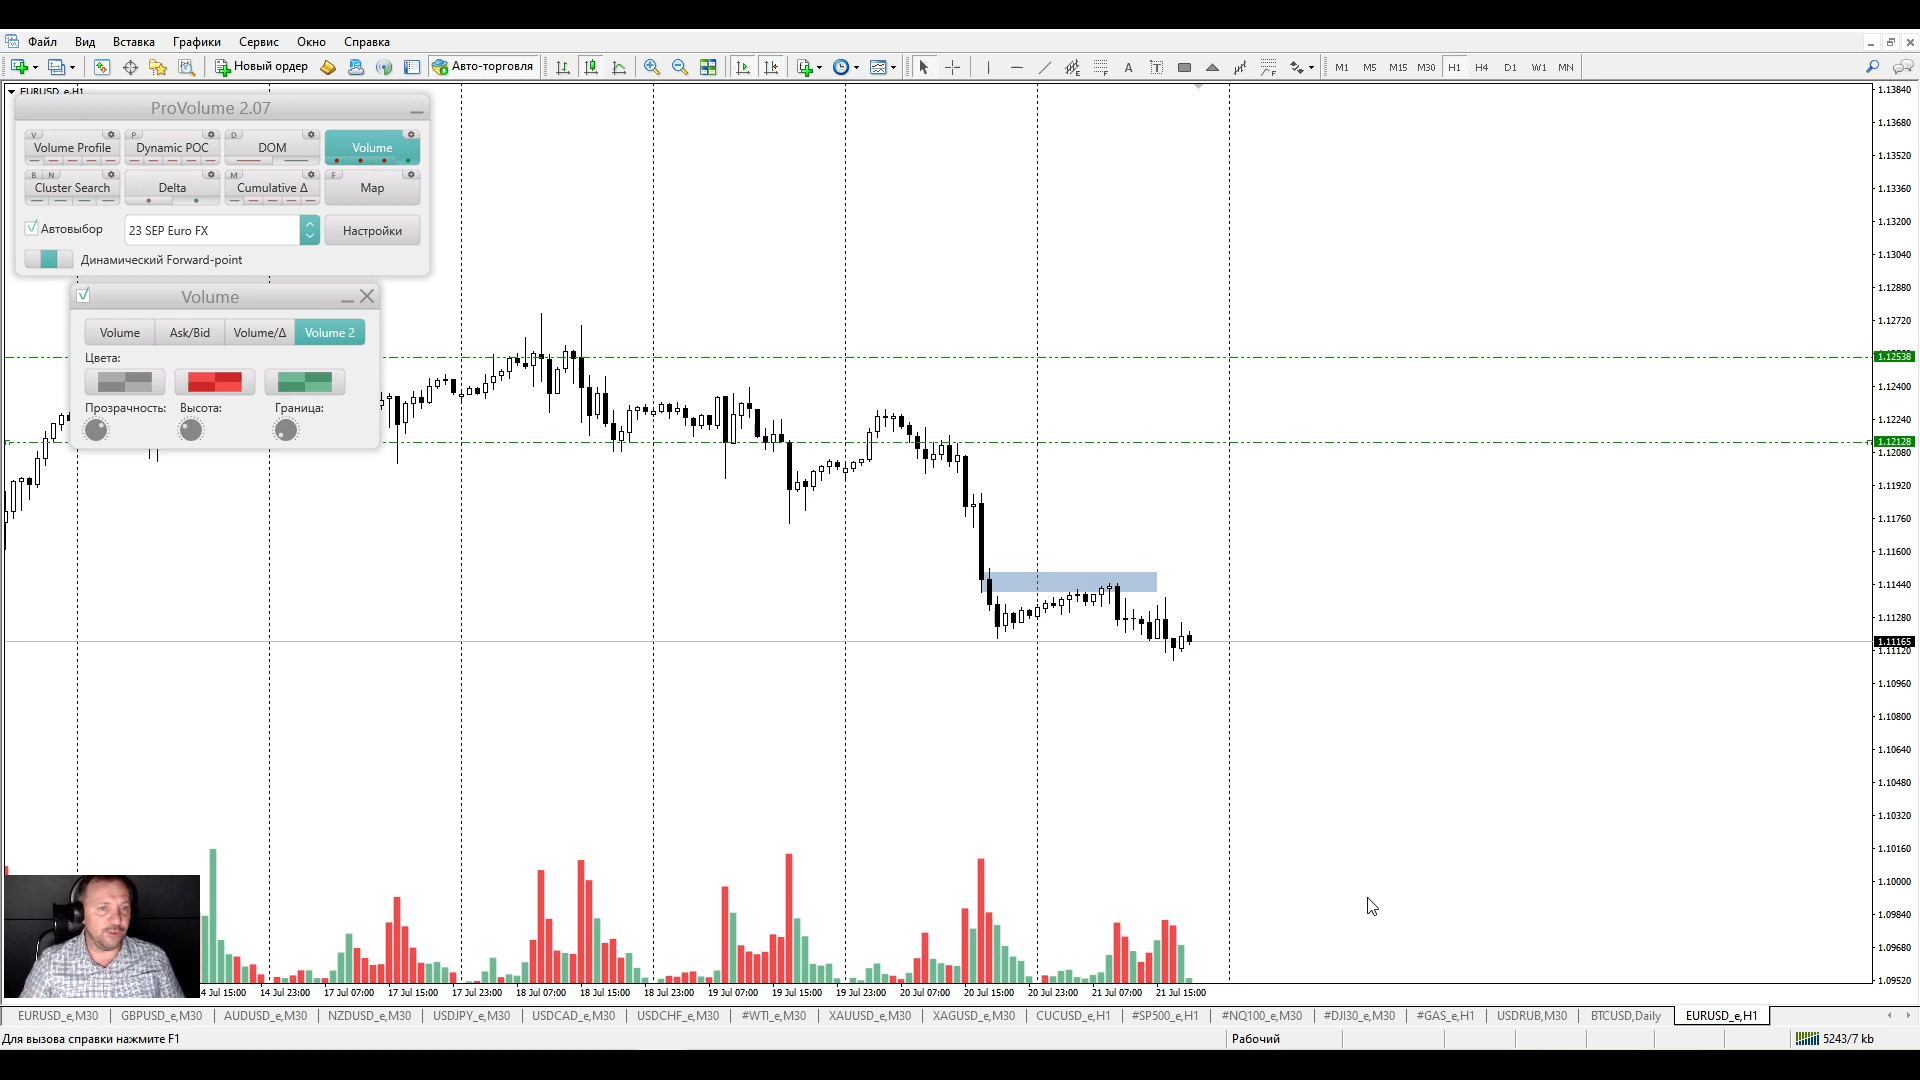 Файл Вид Вставка Графики Сервис Окно Справка
Новый ордер Авто-торговля A T M1 M5 M15 M30 H1 H4 D1 W1 MN
EURUSD_e,H1
ProVolume 2.07
V P D
Volume Profile Dynamic POC DOM Volume
B N M F
Cluster Search Delta Cumulative Δ Map
Автовыбор 23 SEP Euro FX Настройки
Динамический Forward-point
Volume
Volume Ask/Bid Volume/Δ Volume 2
Цвета:
Прозрачность: Высота: Граница:
1.13840
1.13680
1.13520
1.13360
1.13200
1.13040
1.12880
1.12720
1.12538
1.12400
1.12240
1.12128
1.12080
1.11920
1.11760
1.11600
1.11440
1.11280
1.11165
1.11120
1.10960
1.10800
1.10640
1.10480
1.10320
1.10160
1.10000
1.09840
1.09680
1.09520
4 Jul 15:00 14 Jul 23:00 17 Jul 07:00 17 Jul 15:00 17 Jul 23:00 18 Jul 07:00 18 Jul 15:00 18 Jul 23:00 19 Jul 07:00 19 Jul 15:00 19 Jul 23:00 20 Jul 07:00 20 Jul 15:00 20 Jul 23:00 21 Jul 07:00 21 Jul 15:00
EURUSD_e,M30 GBPUSD_e,M30 AUDUSD_e,M30 NZDUSD_e,M30 USDJPY_e,M30 USDCAD_e,M30 USDCHF_e,M30 #WTI_e,M30 XAUUSD_e,M30 XAGUSD_e,M30 CUCUSD_e,H1 #SP500_e,H1 #NQ100_e,M30 #DJI30_e,M30 #GAS_e,H1 USDRUB,M30 BTCUSD,Daily EURUSD_e,H1
Для вызова справки нажмите F1 Рабочий 5243/7 kb